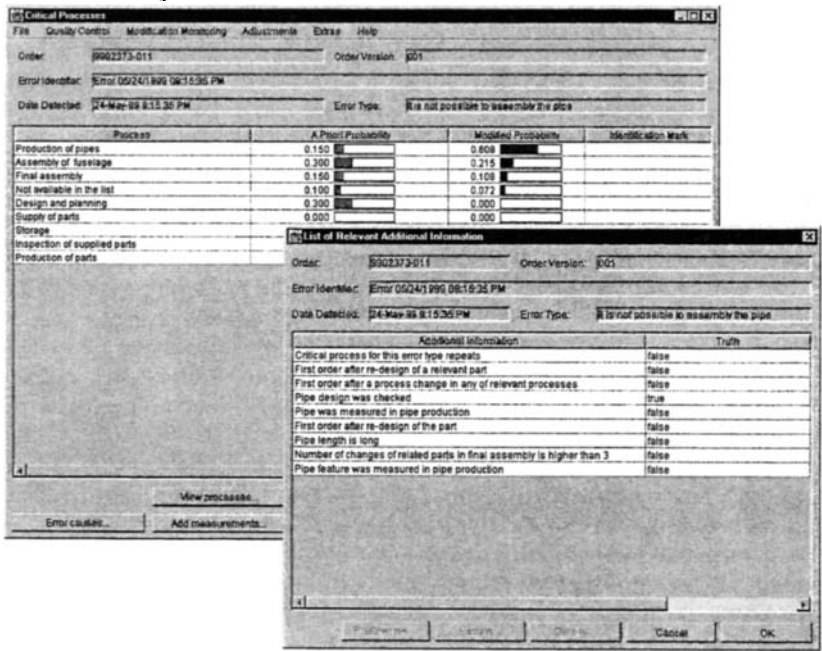 Critical Processes
File Quality Control Modification Monitoring Adjustments Extras Help
Order: 9902373-011 Order Version: 001
Error Identifier: Error 05/24/1999 09:15:35 PM
Date Detected: 24-May-99 9:15:35 PM Error Type: It is not possible to assembly the pipe
Process A Priori Probability Modified Probability Identification Mark
Production of pipes 0.150 0.608
Assembly of fuselage 0.300 0.215
Final assembly 0.150 0.108
Not available in the list 0.100 0.072
Design and planning 0.300 0.000
Supply of parts 0.000 0.000
Storage
Inspection of supplied parts
Production of parts
View processes...
Error causes... Add measurements...
List of Relevant Additional Information
Order: 9902373-011 Order Version: 001
Error Identifier: Error 05/24/1999 09:15:35 PM
Date Detected: 24-May-99 9:15:35 PM Error Type: It is not possible to assembly the pipe
Additional Information Truth
Critical process for this error type repeats false
First order after re-design of a relevant part false
First order after a process change in any of relevant processes false
Pipe design was checked true
Pipe was measured in pipe production false
First order after re-design of the part false
Pipe length is long false
Number of changes of related parts in final assembly is higher than 3 false
Pipe feature was measured in pipe production false
Cancel OK